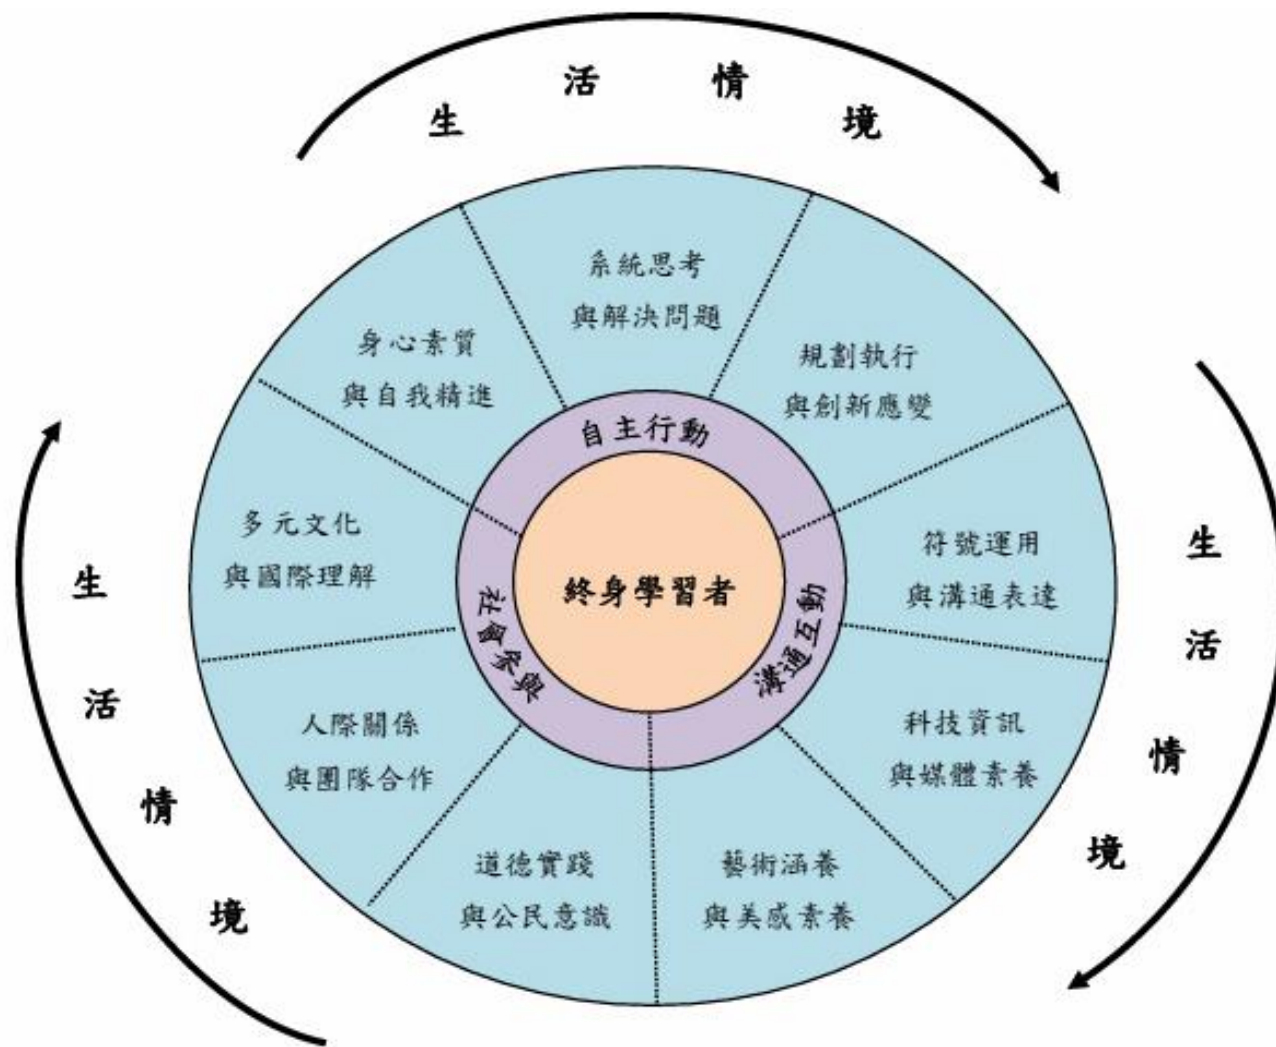 生活情境
系統思考
與解決問題
身心素質
與自我精進
規劃執行
與創新應變
自主行動
多元文化
與國際理解
終身學習者
符號運用
與溝通表達
社會參與
溝通互動
人際關係
與團隊合作
科技資訊
與媒體素養
道德實踐
與公民意識
藝術涵養
與美感素養
生活情境
生活情境